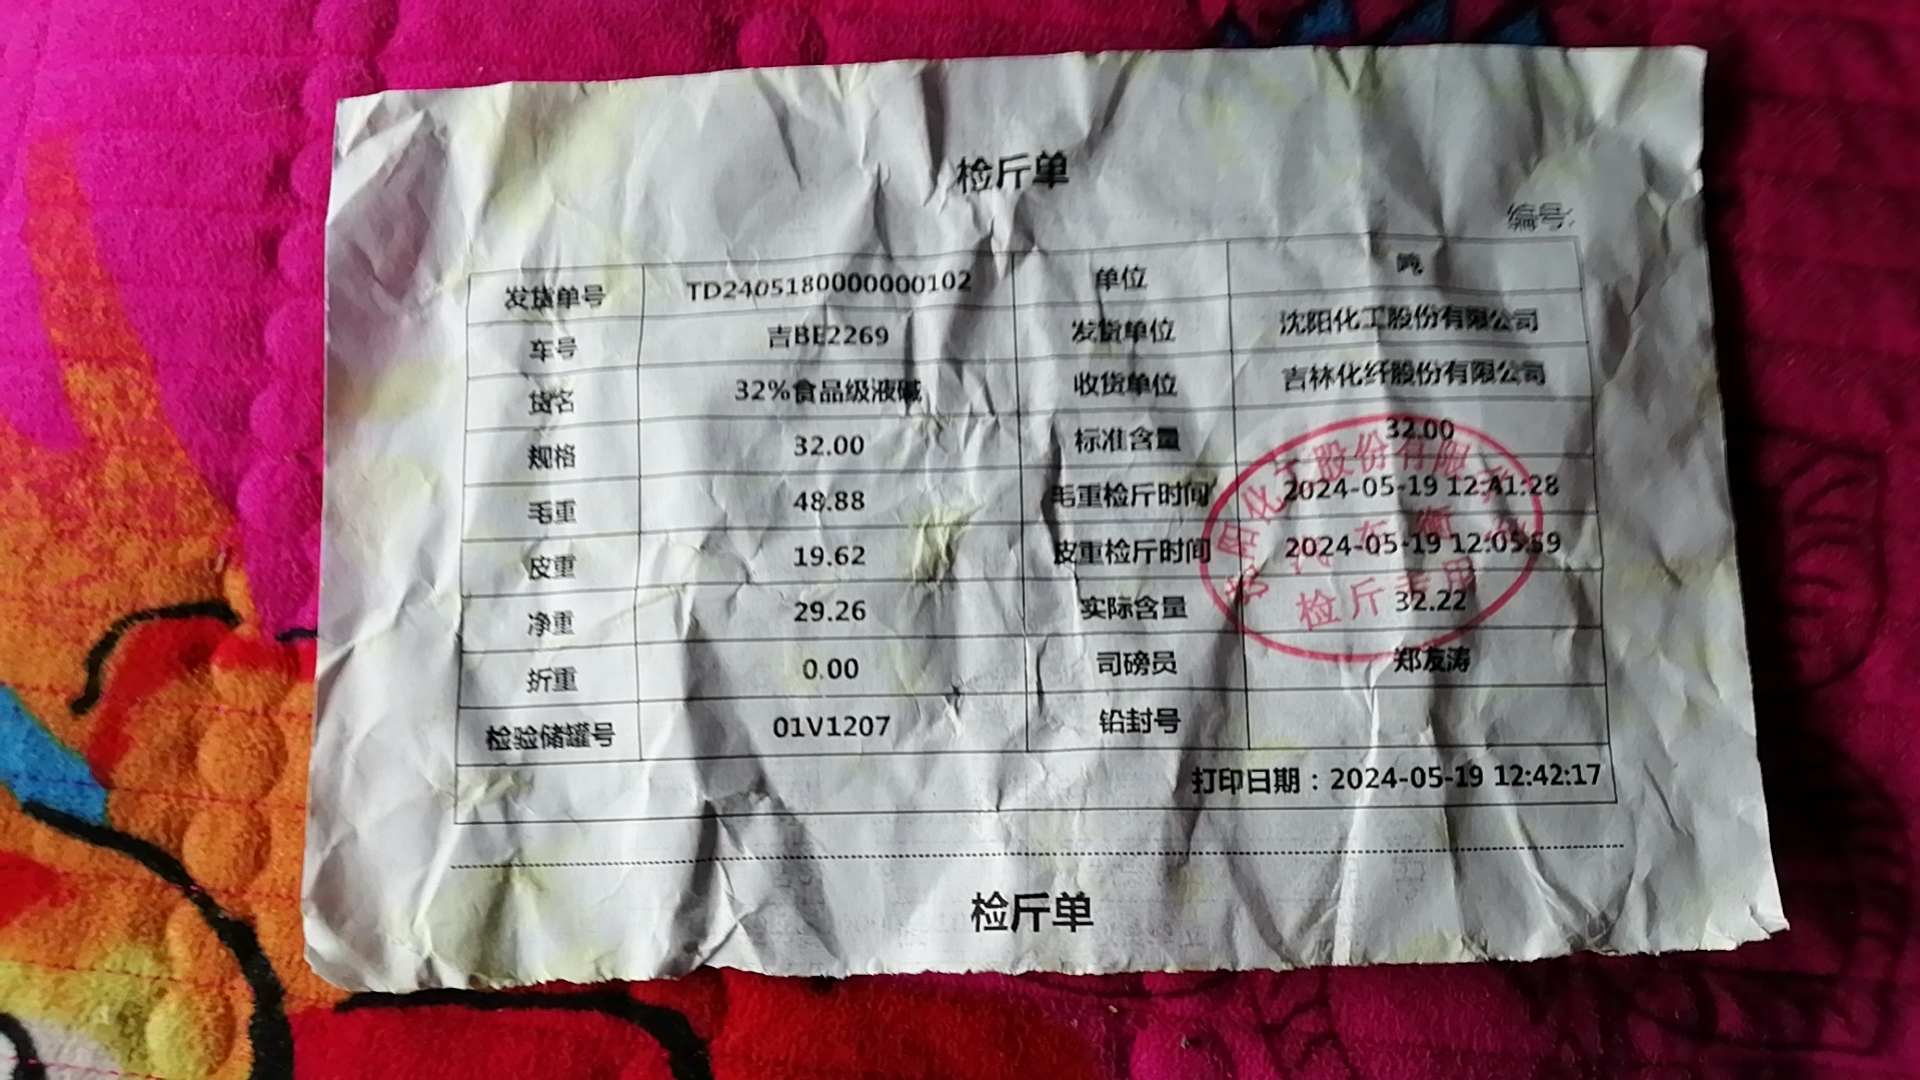 检斤单
编号:
发货单号 TD2405180000000102 单位 吨
车号 吉BE2269 发货单位 沈阳化工股份有限公司
货名 32%食品级液碱 收货单位 吉林化纤股份有限公司
规格 32.00 标准含量 32.00
毛重 48.88 毛重检斤时间 2024-05-19 12:41:28
皮重 19.62 皮重检斤时间 2024-05-19 12:05:59
净重 29.26 实际含量 32.22
折重 0.00 司磅员 郑友涛
检验储罐号 01V1207 铅封号
打印日期：2024-05-19 12:42:17
检斤专用
检斤单